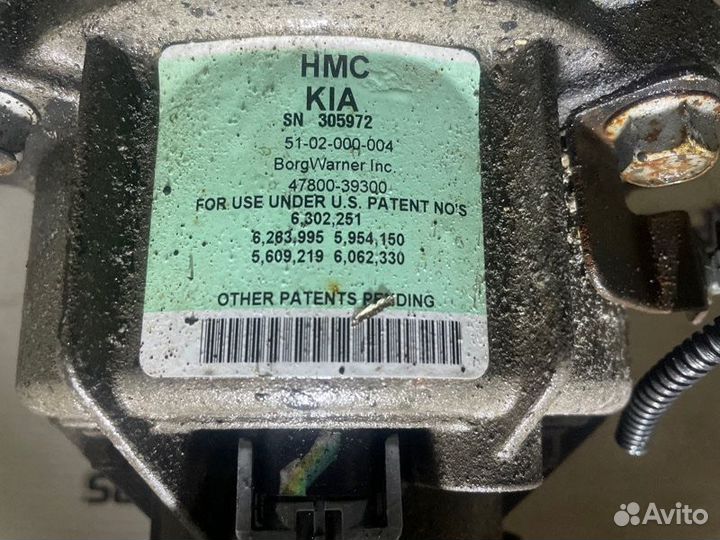 HMC
KIA
SN 305972
51-02-000-004
BorgWarner Inc.
47800-39300
FOR USE UNDER U.S. PATENT NO'S
6,302,251
6,263,995 5,954,150
5,609,219 6,062,330
OTHER PATENTS PENDING
Avito